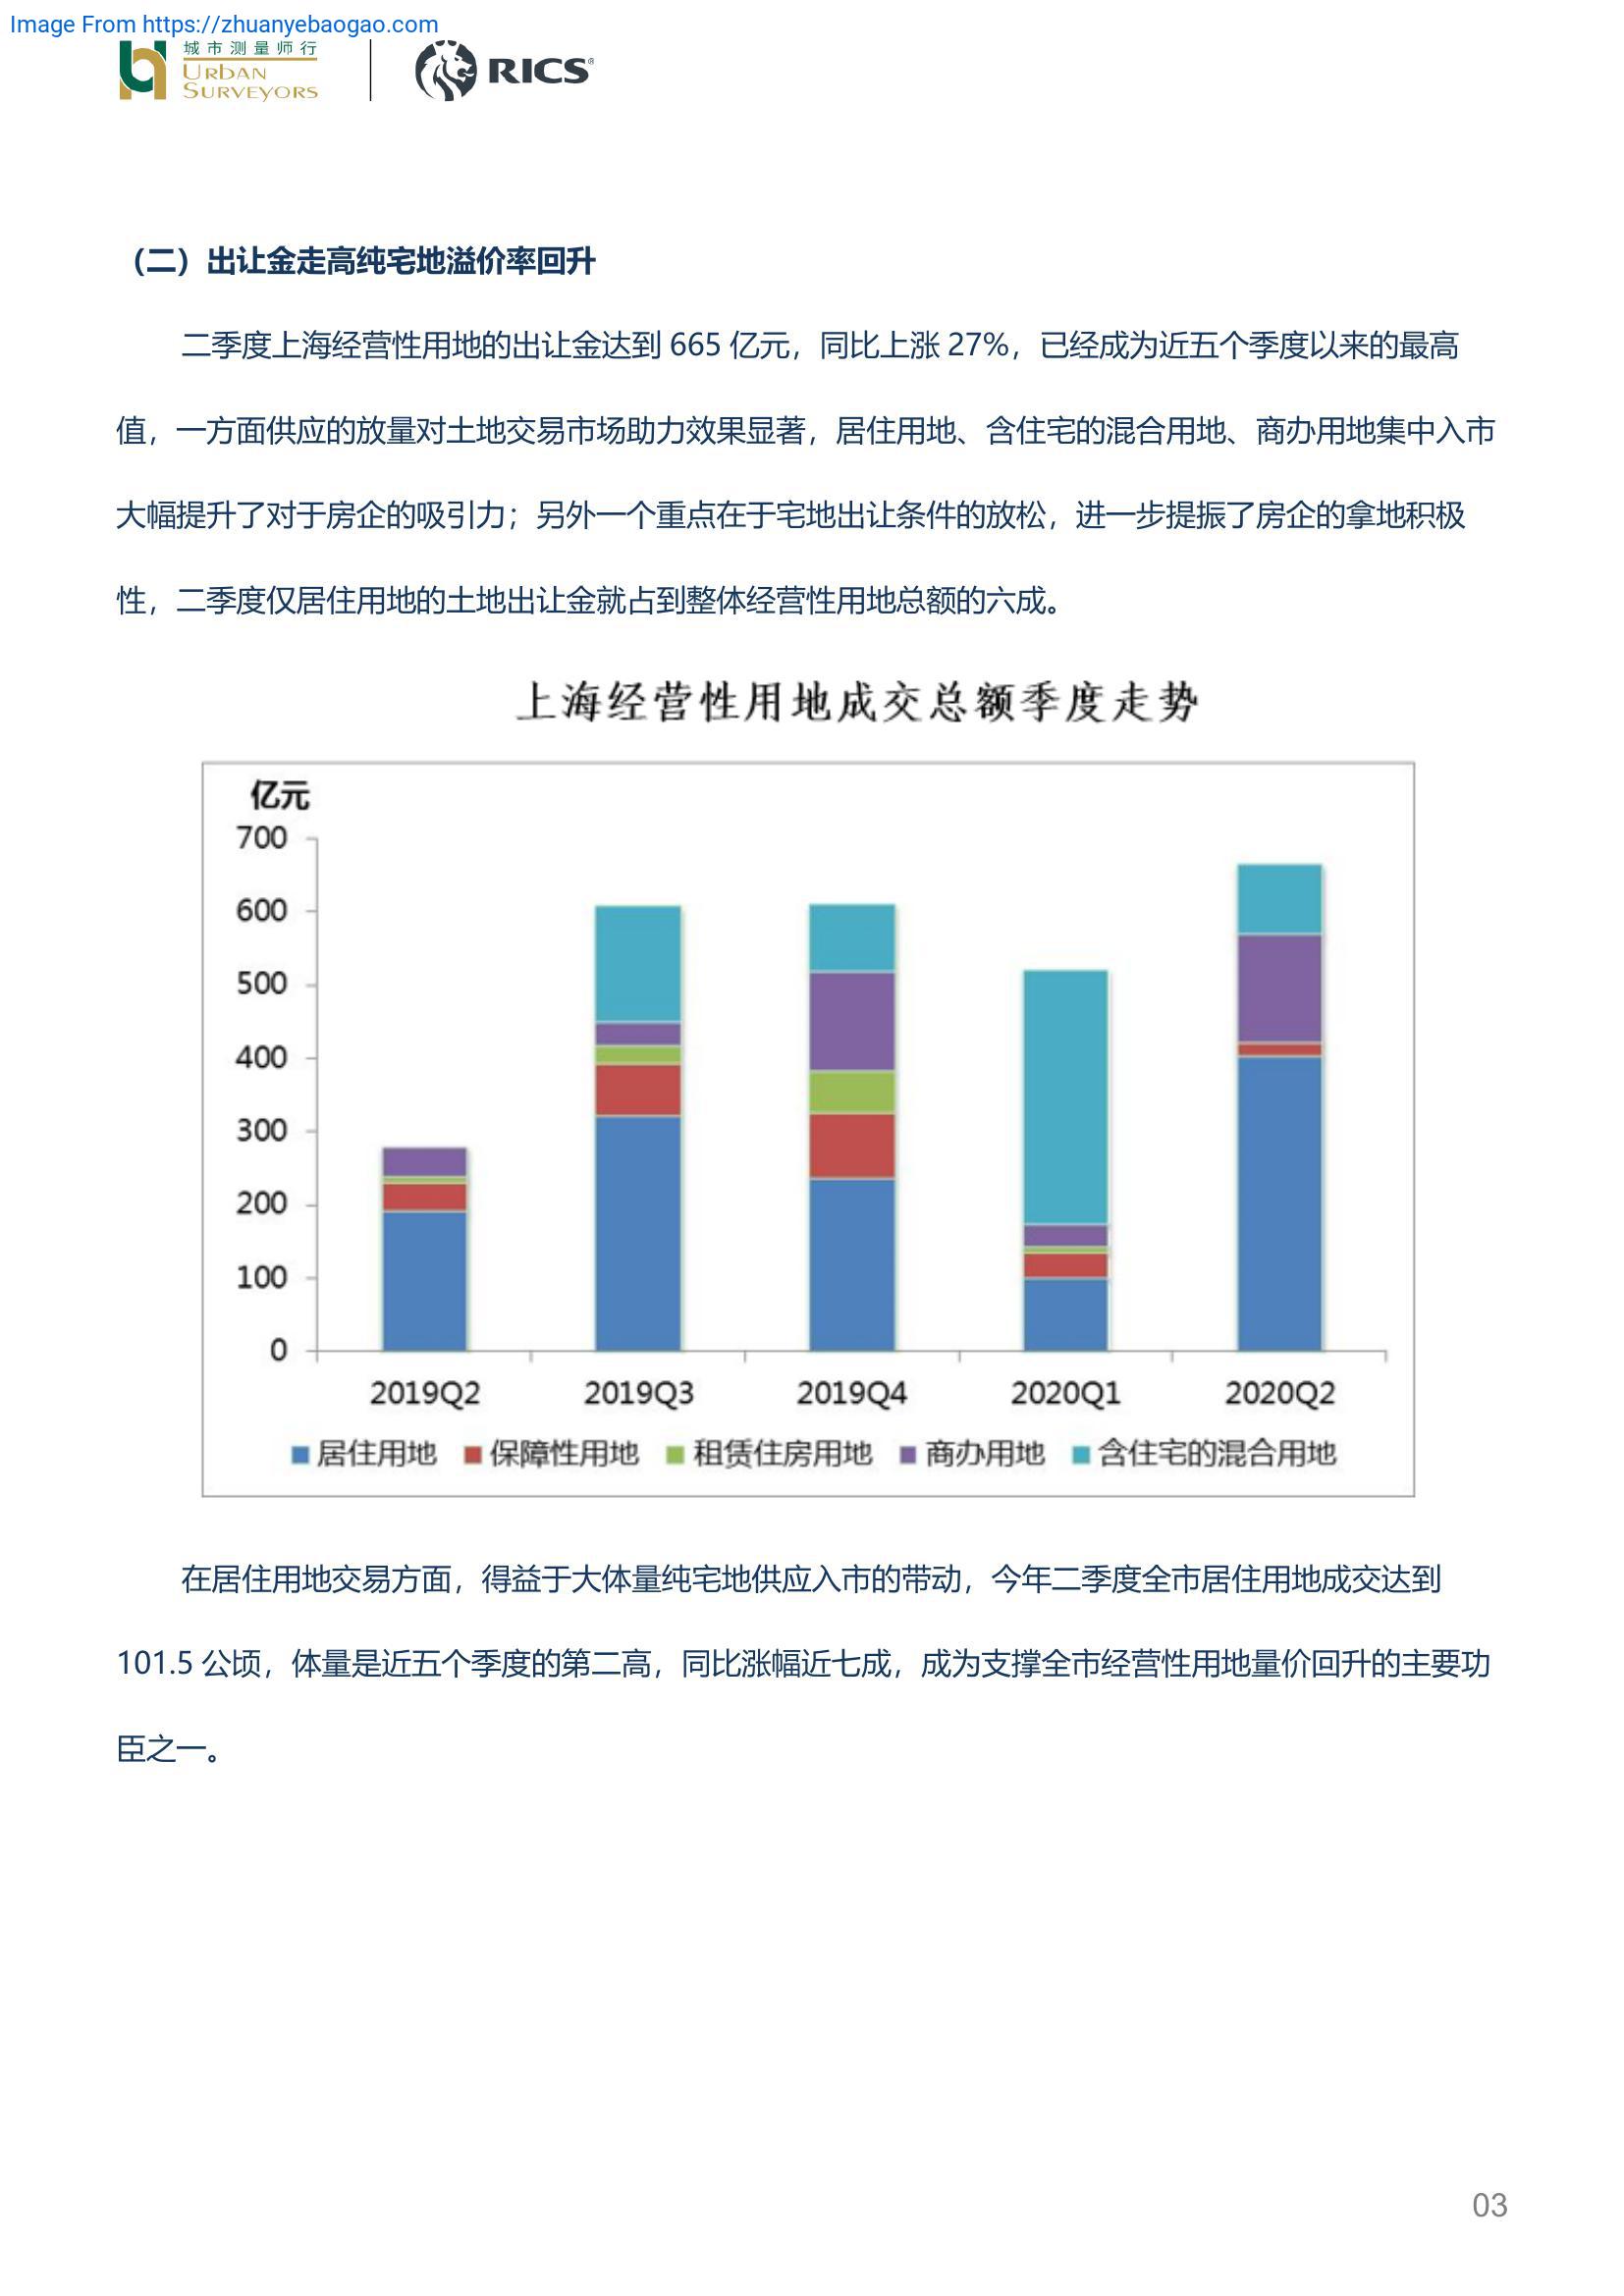 Image From https://zhuanyebaogao.com
城市测量师行
URBAN
SURVEYORS
RICS®
（二）出让金走高纯宅地溢价率回升
二季度上海经营性用地的出让金达到 665 亿元，同比上涨 27%，已经成为近五个季度以来的最高
值，一方面供应的放量对土地交易市场助力效果显著，居住用地、含住宅的混合用地、商办用地集中入市
大幅提升了对于房企的吸引力；另外一个重点在于宅地出让条件的放松，进一步提振了房企的拿地积极
性，二季度仅居住用地的土地出让金就占到整体经营性用地总额的六成。
上海经营性用地成交总额季度走势
亿元
700
600
500
400
300
200
100
0
2019Q2 2019Q3 2019Q4 2020Q1 2020Q2
居住用地 保障性用地 租赁住房用地 商办用地 含住宅的混合用地
在居住用地交易方面，得益于大体量纯宅地供应入市的带动，今年二季度全市居住用地成交达到
101.5 公顷，体量是近五个季度的第二高，同比涨幅近七成，成为支撑全市经营性用地量价回升的主要功
臣之一。
03